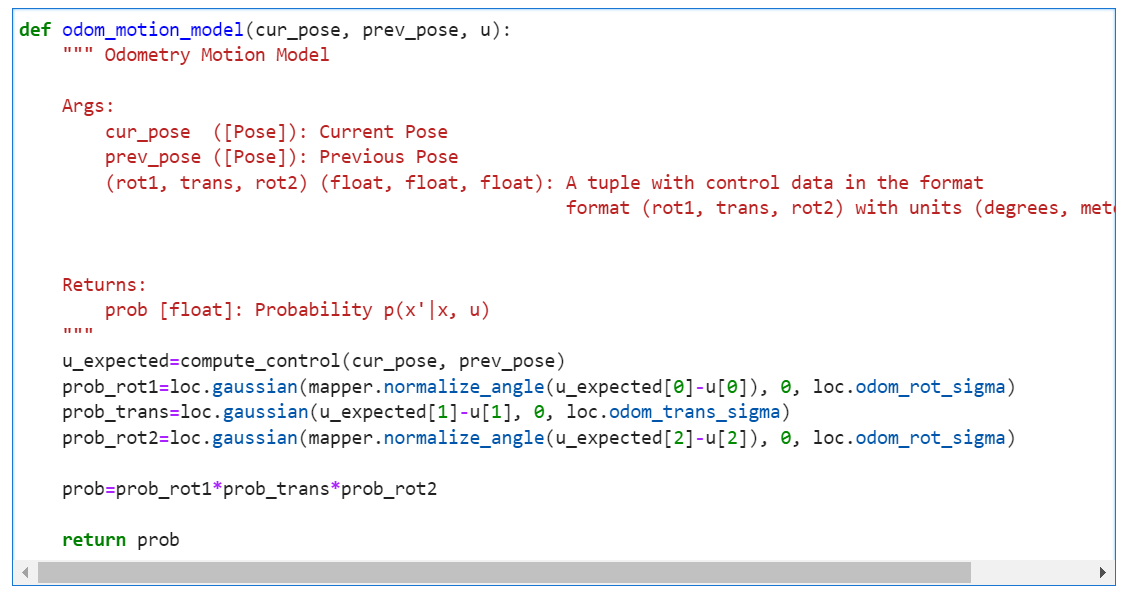 def odom_motion_model(cur_pose, prev_pose, u):
    """ Odometry Motion Model

    Args:
        cur_pose  ([Pose]): Current Pose
        prev_pose ([Pose]): Previous Pose
        (rot1, trans, rot2) (float, float, float): A tuple with control data in the format
                                                   format (rot1, trans, rot2) with units (degrees,

    Returns:
        prob [float]: Probability p(x'|x, u)
    """
    u_expected=compute_control(cur_pose, prev_pose)
    prob_rot1=loc.gaussian(mapper.normalize_angle(u_expected[0]-u[0]), 0, loc.odom_rot_sigma)
    prob_trans=loc.gaussian(u_expected[1]-u[1], 0, loc.odom_trans_sigma)
    prob_rot2=loc.gaussian(mapper.normalize_angle(u_expected[2]-u[2]), 0, loc.odom_rot_sigma)

    prob=prob_rot1*prob_trans*prob_rot2

    return prob